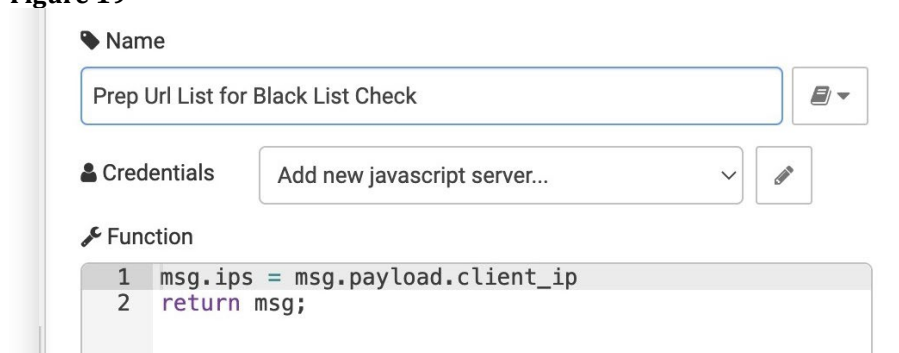 Figure 19
Name
Prep Url List for Black List Check
Credentials
Add new javascript server...
Function
1 msg.ips = msg.payload.client_ip
2 return msg;